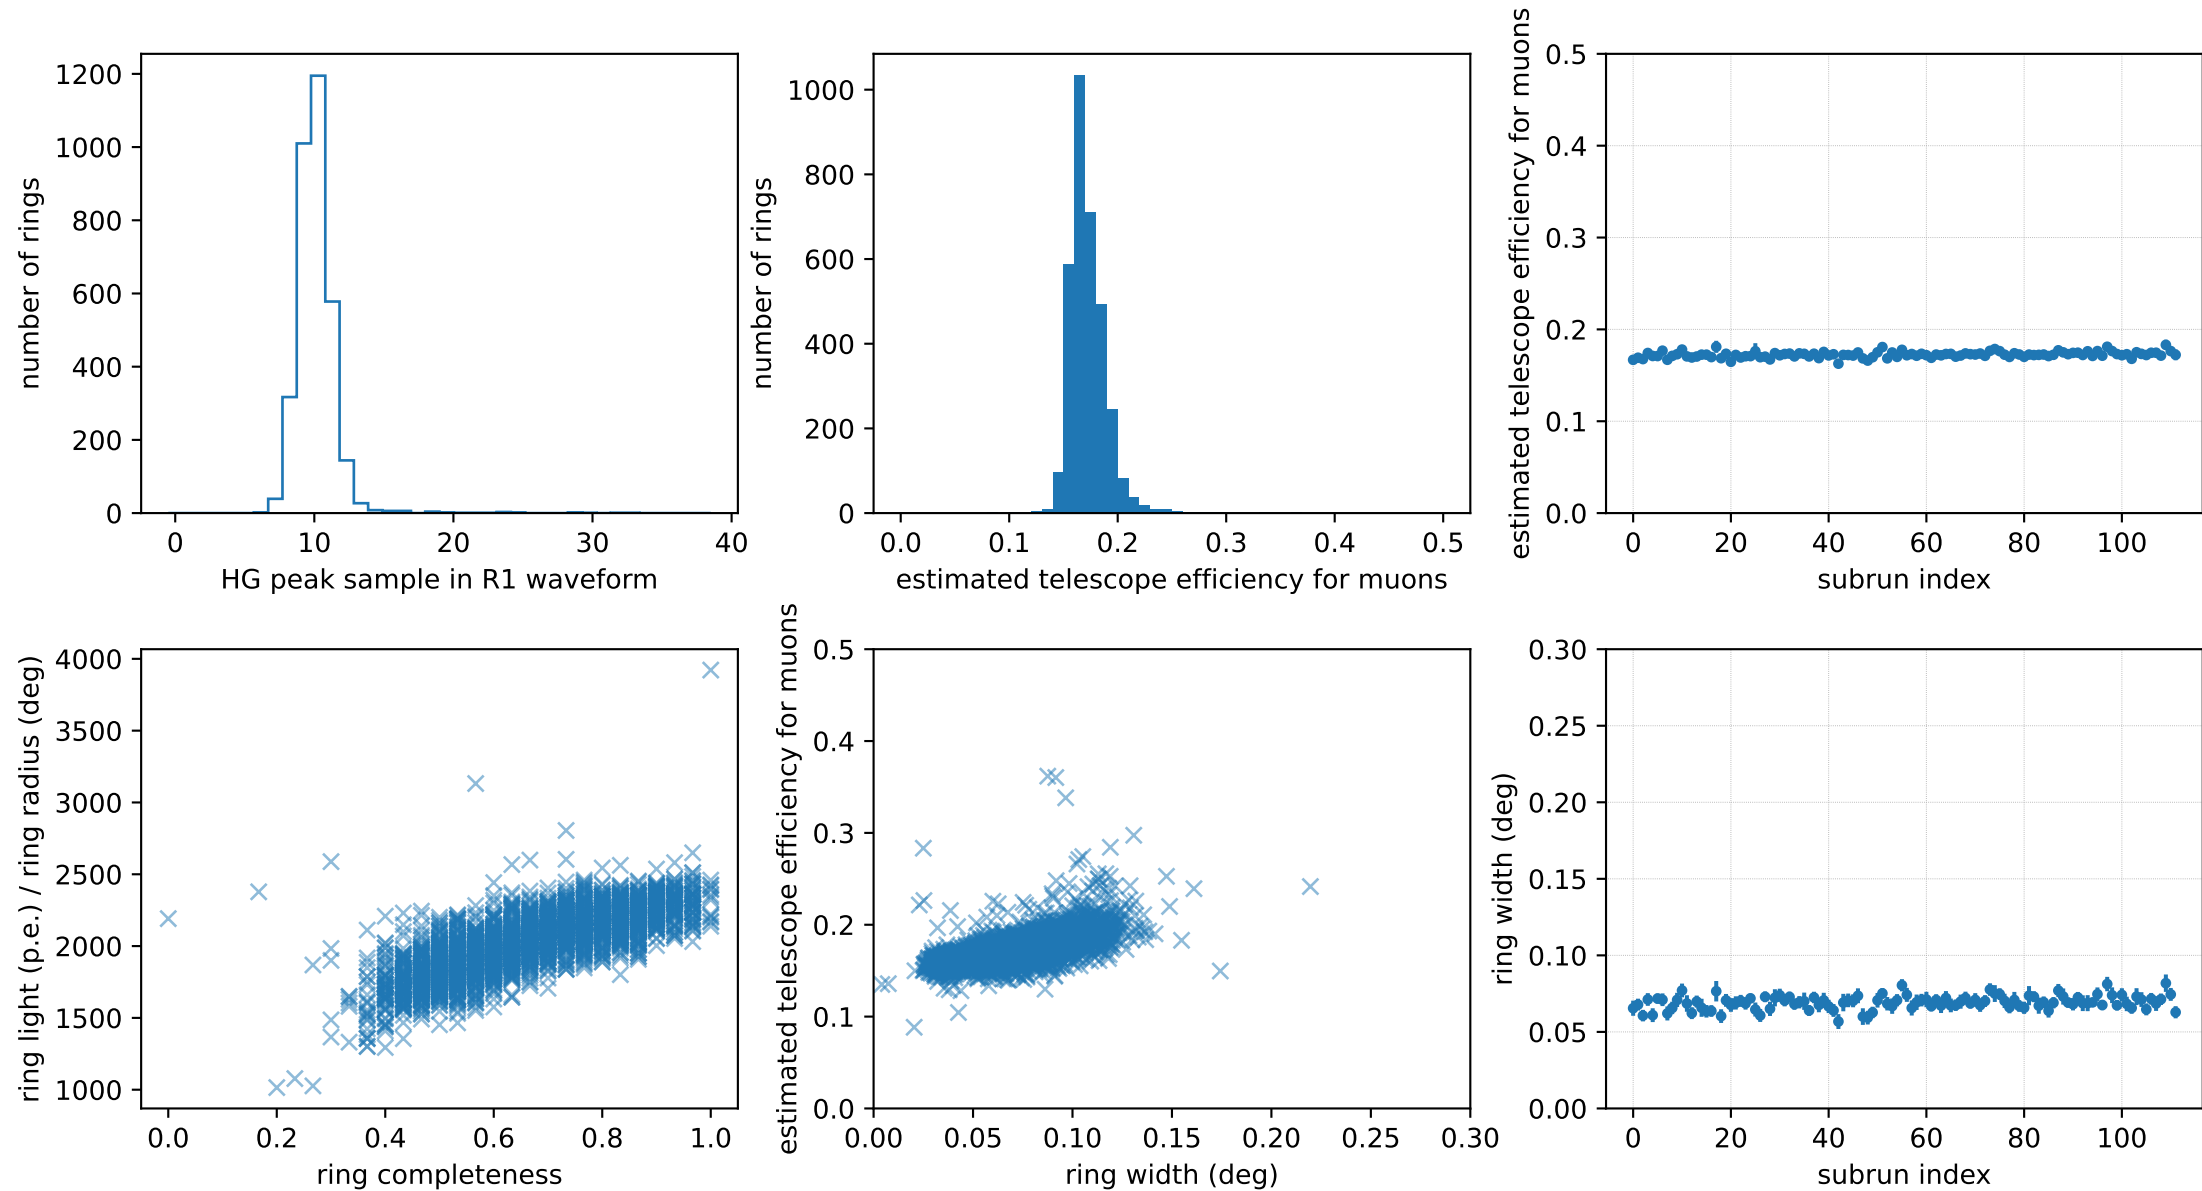 1200
1000
800
600
400
200
0
number of rings
0 10 20 30 40
HG peak sample in R1 waveform
1000
800
600
400
200
0
number of rings
0.0 0.1 0.2 0.3 0.4 0.5
estimated telescope efficiency for muons
0.5
0.4
0.3
0.2
0.1
0.0
estimated telescope efficiency for muons
0 20 40 60 80 100
subrun index
4000
3500
3000
2500
2000
1500
1000
ring light (p.e.) / ring radius (deg)
0.0 0.2 0.4 0.6 0.8 1.0
ring completeness
0.5
0.4
0.3
0.2
0.1
0.0
estimated telescope efficiency for muons
0.00 0.05 0.10 0.15 0.20 0.25 0.30
ring width (deg)
0.30
0.25
0.20
0.15
0.10
0.05
0.00
ring width (deg)
0 20 40 60 80 100
subrun index